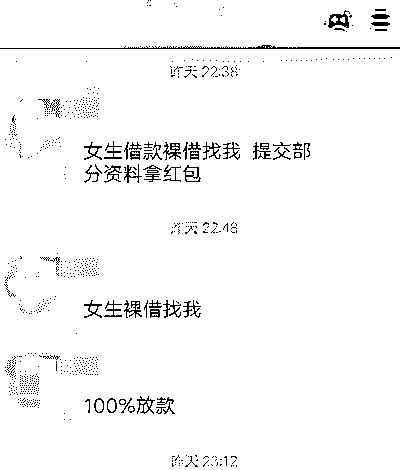 昨天 22:38
女生借款裸借找我 提交部
分资料拿红包
昨天 22:48
女生裸借找我
100%放款
昨天 23:12